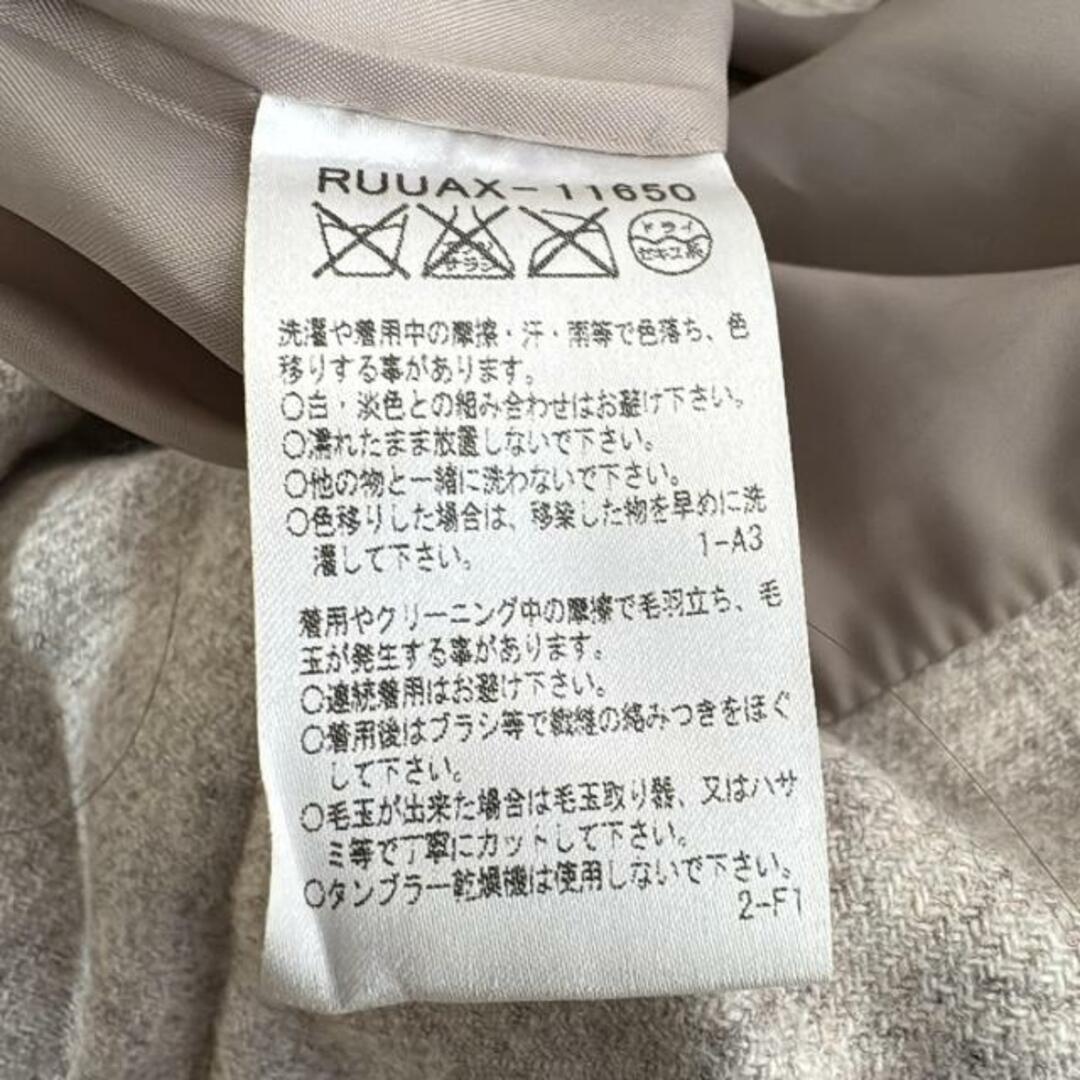 RUUAX-11650
エンソ
サラシ
ドライ
セキユ系
洗濯や着用中の摩擦・汗・雨等で色落ち、色
移りする事があります。
○白・淡色との組み合わせはお避け下さい。
○濡れたまま放置しないで下さい。
○他の物と一緒に洗わないで下さい。
○色移りした場合は、移染した物を早めに洗
濯して下さい。
1-A3
着用やクリーニング中の摩擦で毛羽立ち、毛
玉が発生する事があります。
○連続着用はお避け下さい。
○着用後はブラシ等で繊維の絡みつきをほぐ
して下さい。
○毛玉が出来た場合は毛玉取り器、又はハサ
ミ等で丁寧にカットして下さい。
○タンブラー乾燥機は使用しないで下さい。
2-F1